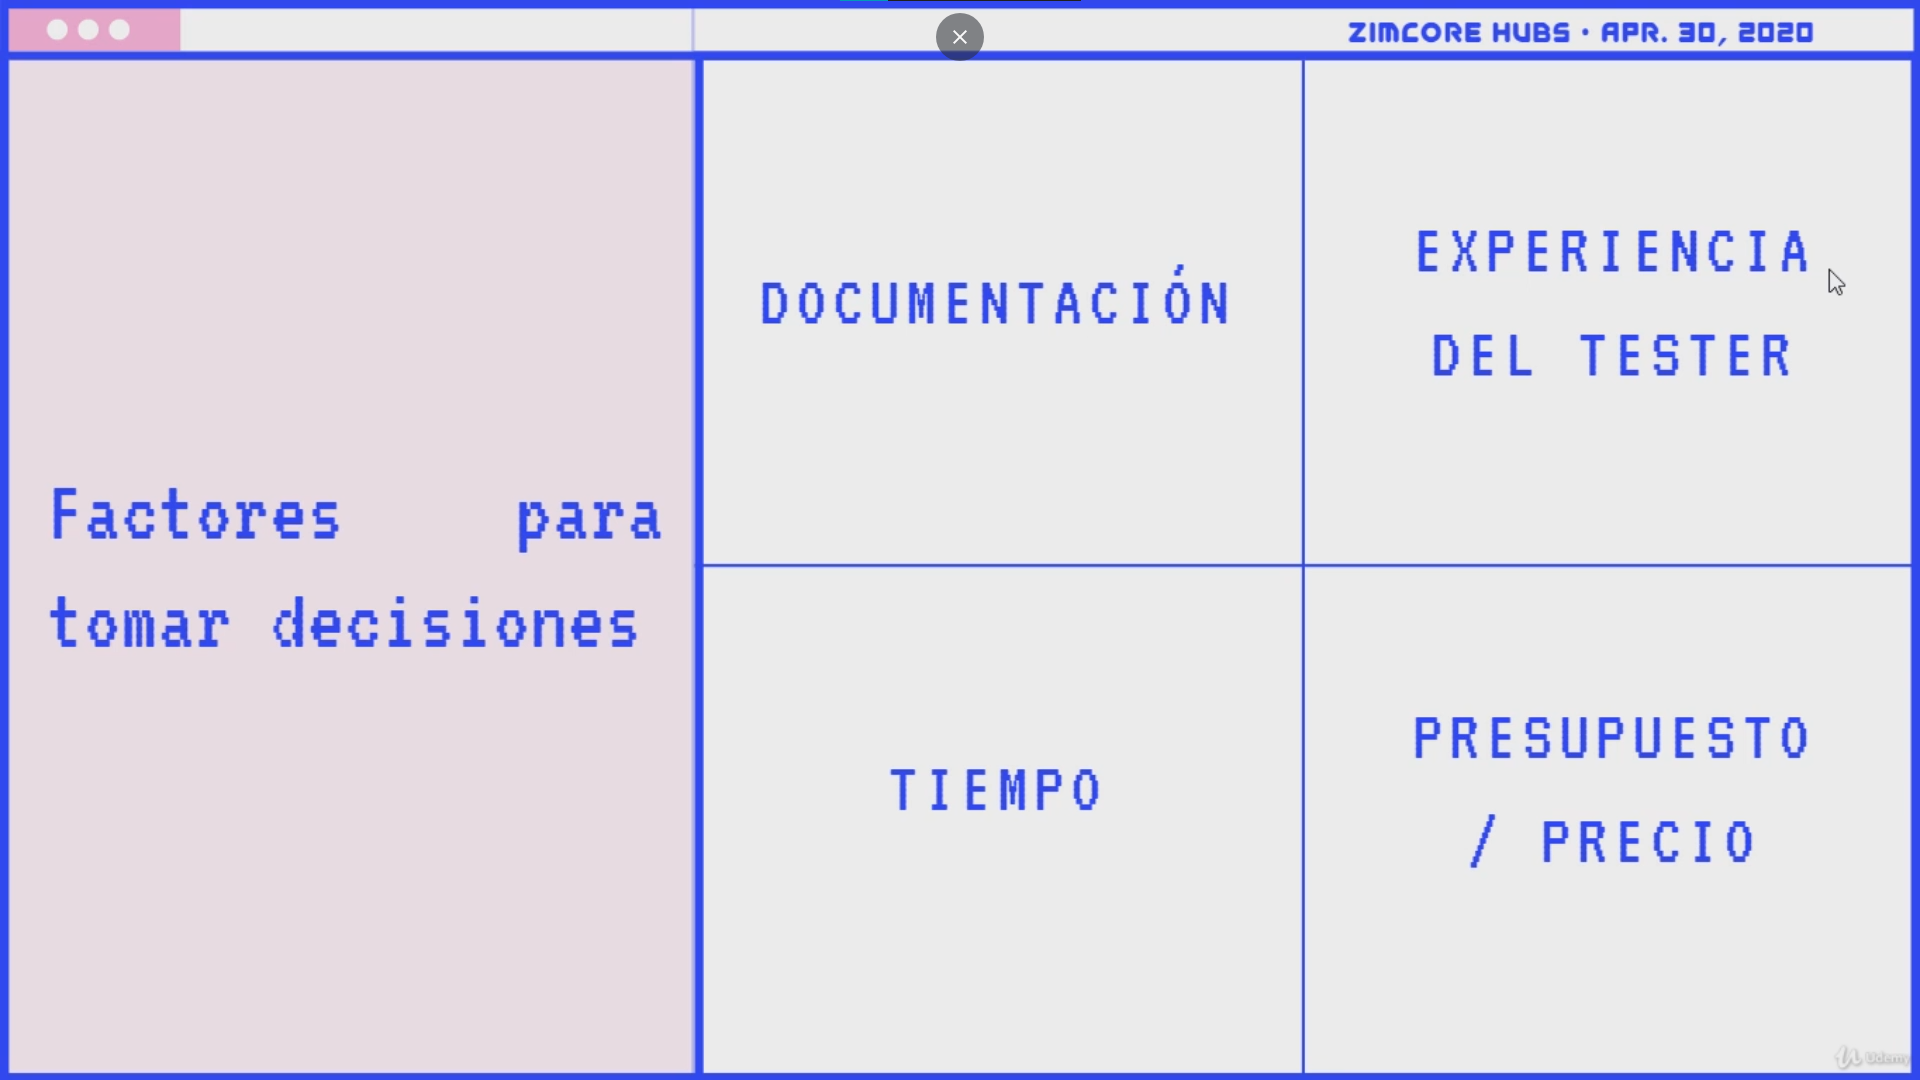 ZIMCORE HUBS · APR. 30, 2020
Factores para
tomar decisiones
DOCUMENTACIÓN
EXPERIENCIA
DEL TESTER
TIEMPO
PRESUPUESTO
/ PRECIO
Udemy